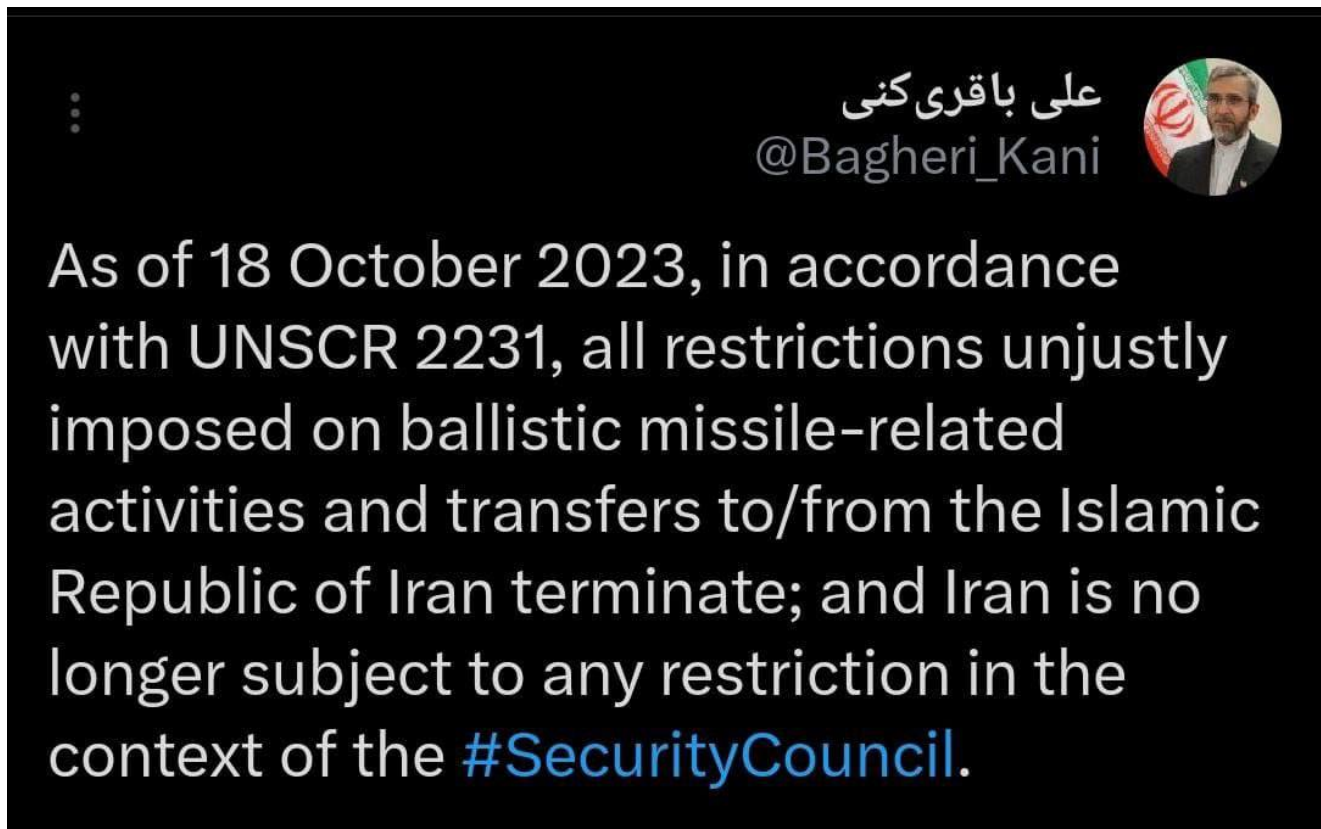 علی باقری‌کنی
@Bagheri_Kani
As of 18 October 2023, in accordance
with UNSCR 2231, all restrictions unjustly
imposed on ballistic missile-related
activities and transfers to/from the Islamic
Republic of Iran terminate; and Iran is no
longer subject to any restriction in the
context of the #SecurityCouncil.